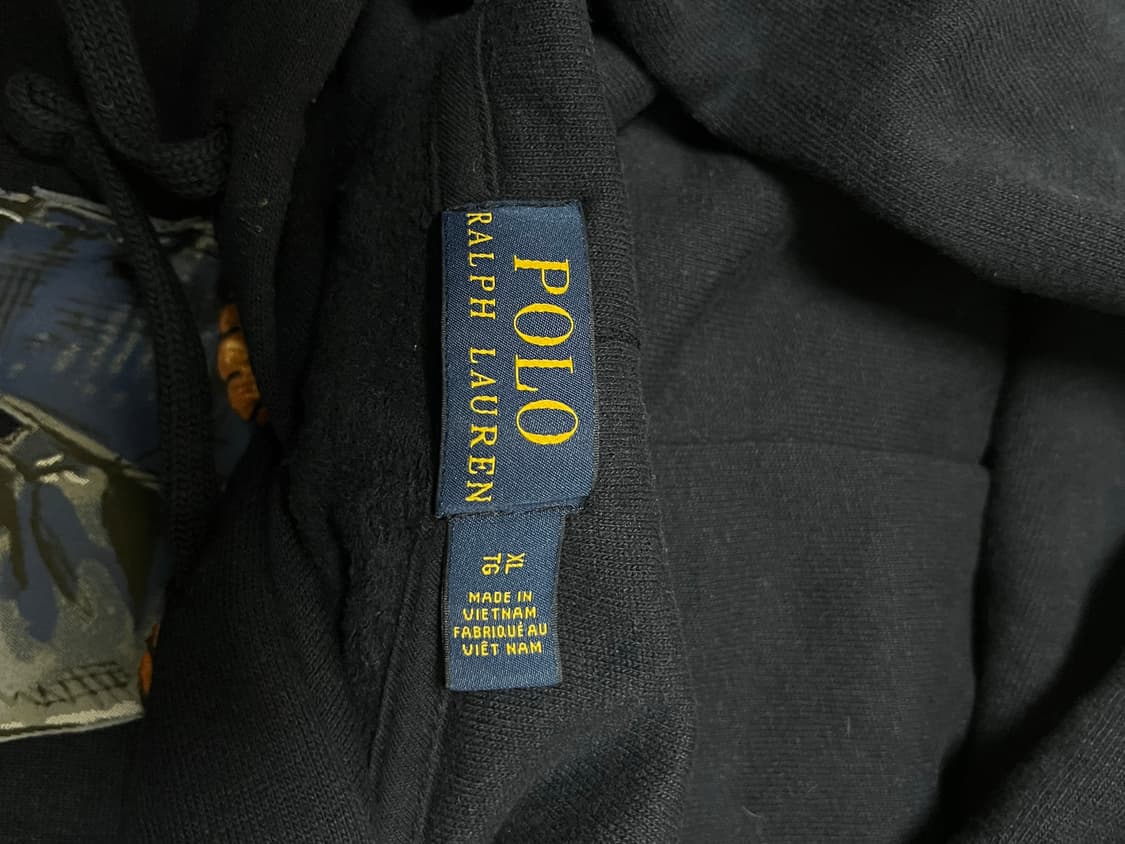 POLO
RALPH LAUREN
XL
TG
MADE IN
VIETNAM
FABRIQUÉ AU
VIÊT NAM